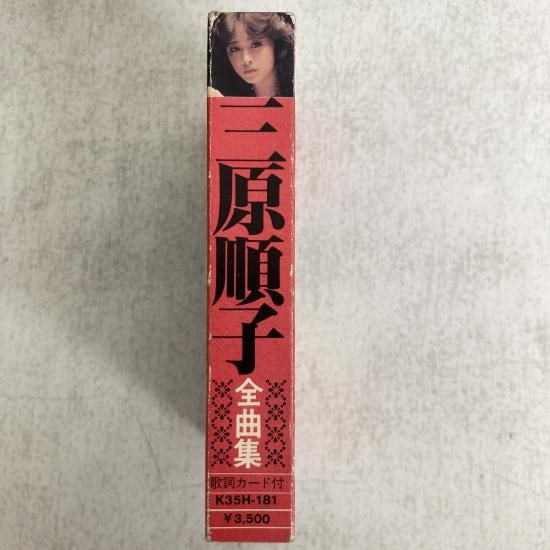 三原順子
全曲集
歌詞カード付
K35H-181
￥3,500